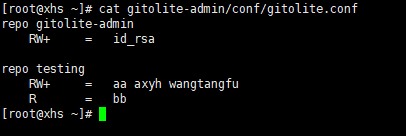 [root@xhs ~]# cat gitolite-admin/conf/gitolite.conf
repo gitolite-admin
    RW+     =   id_rsa

repo testing
    RW+     =   aa axyh wangtangfu
    R       =   bb
[root@xhs ~]#